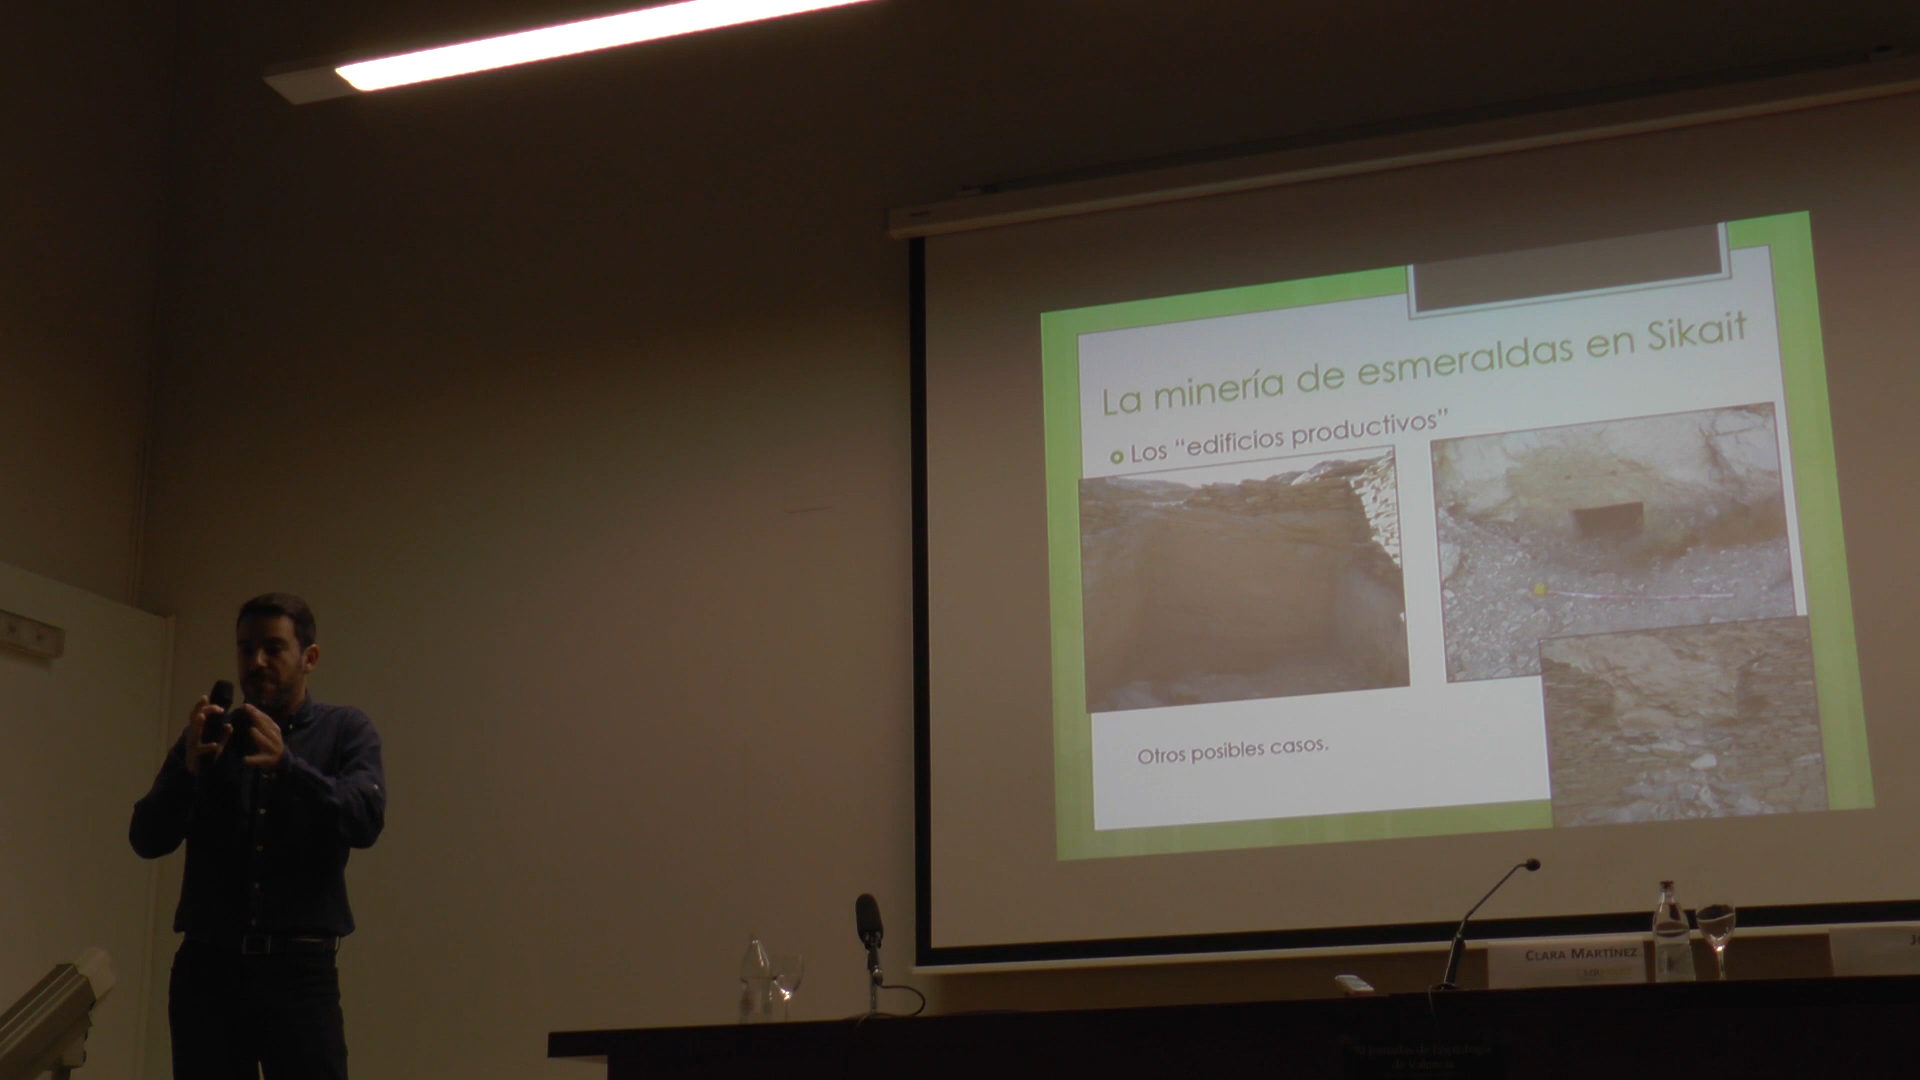 La minería de esmeraldas en Sikait
Los "edificios productivos"
Otros posibles casos.
CLARA MARTÍNEZ